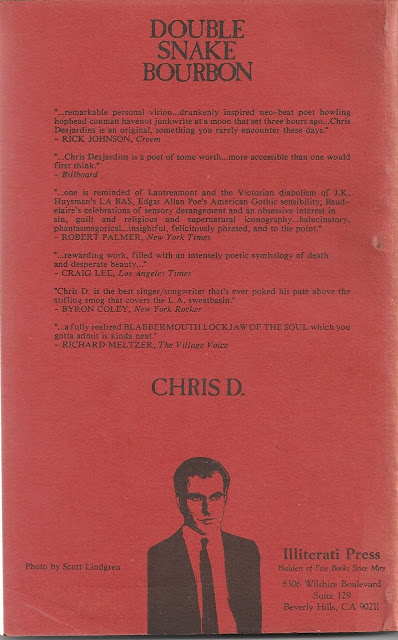 DOUBLE
SNAKE
BOURBON
"...remarkable personal vision...drunkenly inspired neo-beat poet howling
hophead conman havenot junkwrite at a moon that set three hours ago...Chris
Desjardins is an original, something you rarely encounter these days."
- RICK JOHNSON, Creem
"...Chris Desjardins is a poet of some worth...more accessible than one would
first think."
- Billboard
"...one is reminded of Lautreamont and the Victorian diabolism of J.K.
Huysman's LA BAS, Edgar Allan Poe's American Gothic sensibility, Baud-
elaire's celebrations of sensory derangement and an obsessive interest in
sin, guilt and religious and supernatural iconography...halucinatory,
phantasmagorical...insightful, felicitously phrased, and to the point."
- ROBERT PALMER, New York Times
"...rewarding work, filled with an intensely poetic symbology of death
and desperate beauty..."
- CRAIG LEE, Los Angeles Times
"Chris D. is the best singer/songwriter that's ever poked his pate above the
stifling smog that covers the L.A. sweatbasin."
- BYRON COLEY, New York Rocker
"...a fully realized BLABBERMOUTH LOCKJAW OF THE SOUL which you
gotta admit is kinda neat."
- RICHARD MELTZER, The Village Voice
CHRIS D.
Photo by Scott Lindgren
Illiterati Press
Builders of Fine Books Since May
8306 Wilshire Boulevard
Suite 129
Beverly Hills, CA 90211